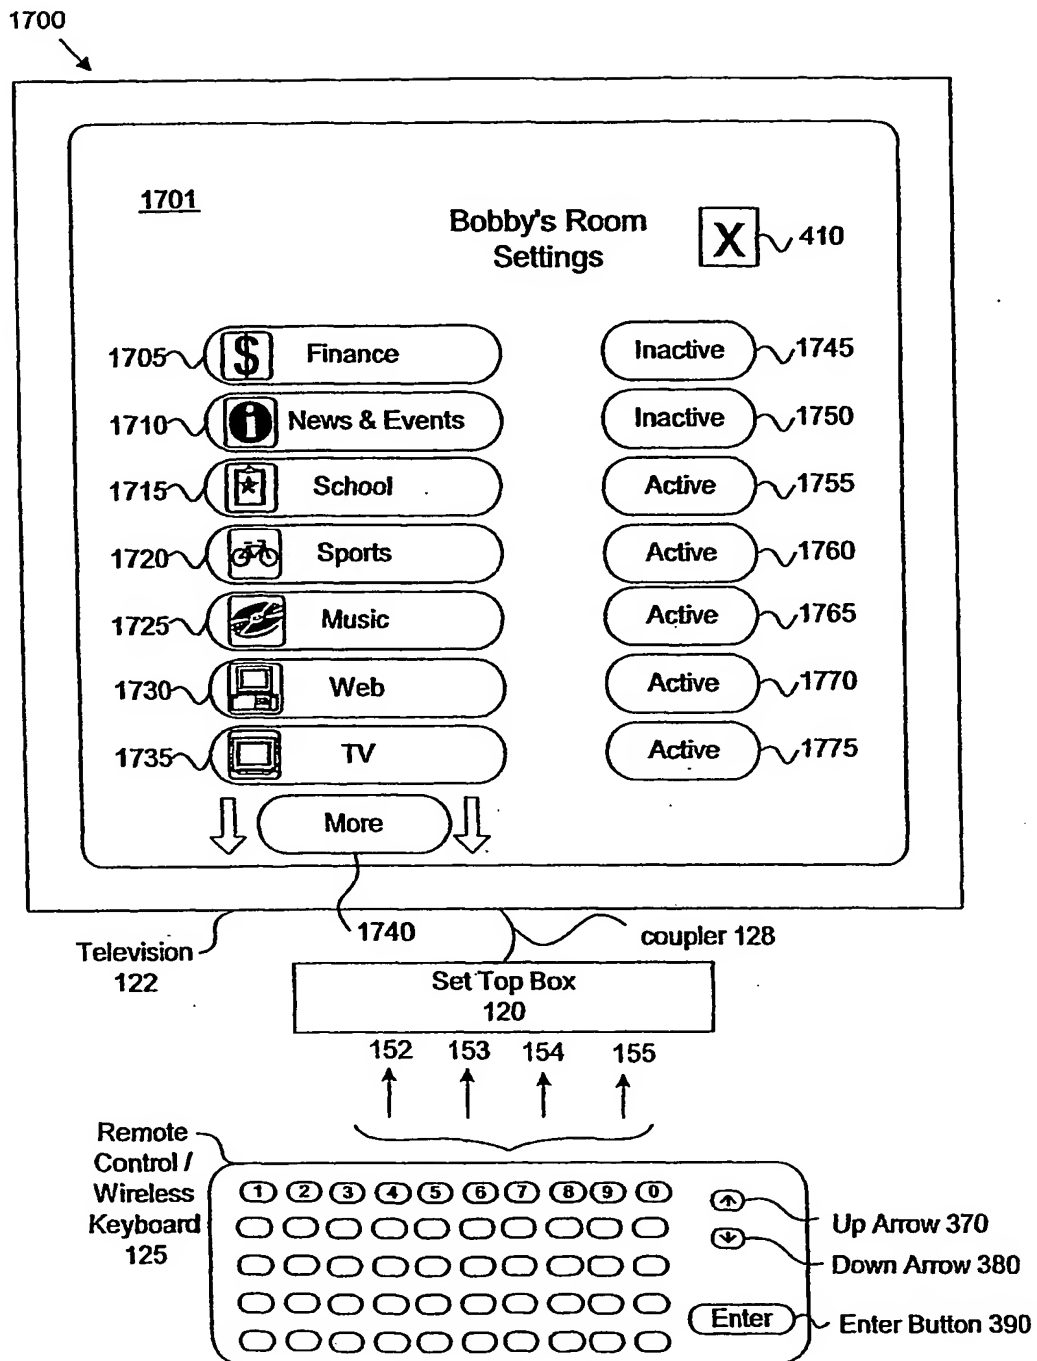 1700
1701
Bobby's Room
Settings
X
410
1705
$
Finance
Inactive
1745
1710
i
News & Events
Inactive
1750
1715
School
Active
1755
1720
Sports
Active
1760
1725
Music
Active
1765
1730
Web
Active
1770
1735
TV
Active
1775
More
1740
Television
122
coupler 128
Set Top Box
120
152 153 154 155
Remote
Control /
Wireless
Keyboard
125
1 2 3 4 5 6 7 8 9 0
Up Arrow 370
Down Arrow 380
Enter
Enter Button 390